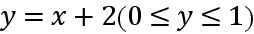 y = x + 2(0 ≤ y ≤ 1)